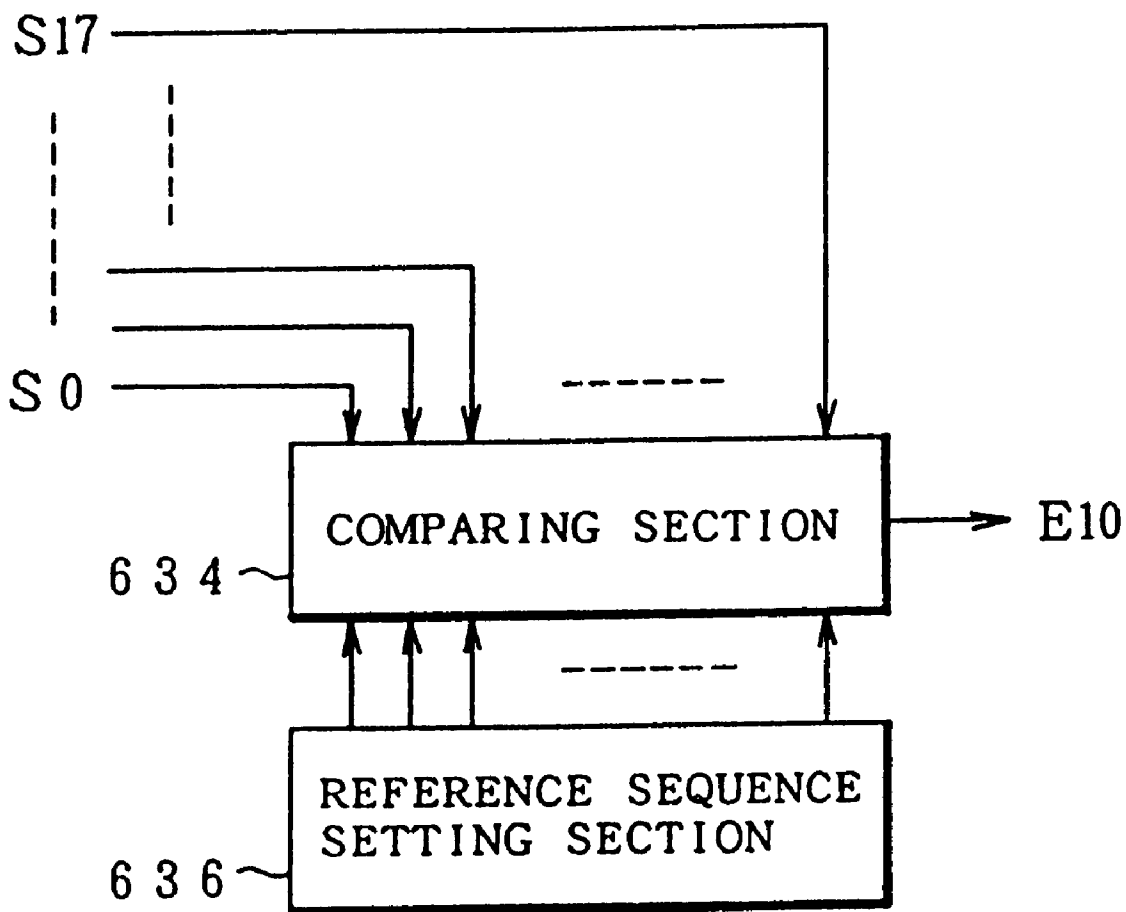 S17
S0
COMPARING SECTION
E10
634
REFERENCE SEQUENCE
SETTING SECTION
636